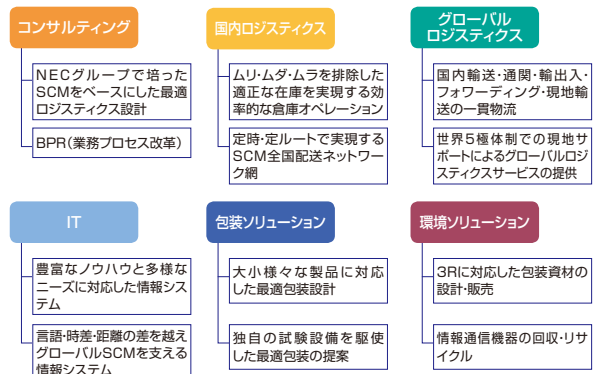 コンサルティング
NECグループで培った
SCMをベースにした最適
ロジスティクス設計
BPR(業務プロセス改革)
国内ロジスティクス
ムリ・ムダ・ムラを排除した
適正な在庫を実現する効
率的な倉庫オペレーション
定時・定ルートで実現する
SCM全国配送ネットワー
ク網
グローバル
ロジスティクス
国内輸送・通関・輸出入・
フォワーディング・現地輸
送の一貫物流
世界5極体制での現地サ
ポートによるグローバルロジ
スティクスサービスの提供
IT
豊富なノウハウと多様な
ニーズに対応した情報シス
テム
言語・時差・距離の差を越え
グローバルSCMを支える
情報システム
包装ソリューション
大小様々な製品に対応
した最適包装設計
独自の試験設備を駆使
した最適包装の提案
環境ソリューション
3Rに対応した包装資材の
設計・販売
情報通信機器の回収・リサ
イクル